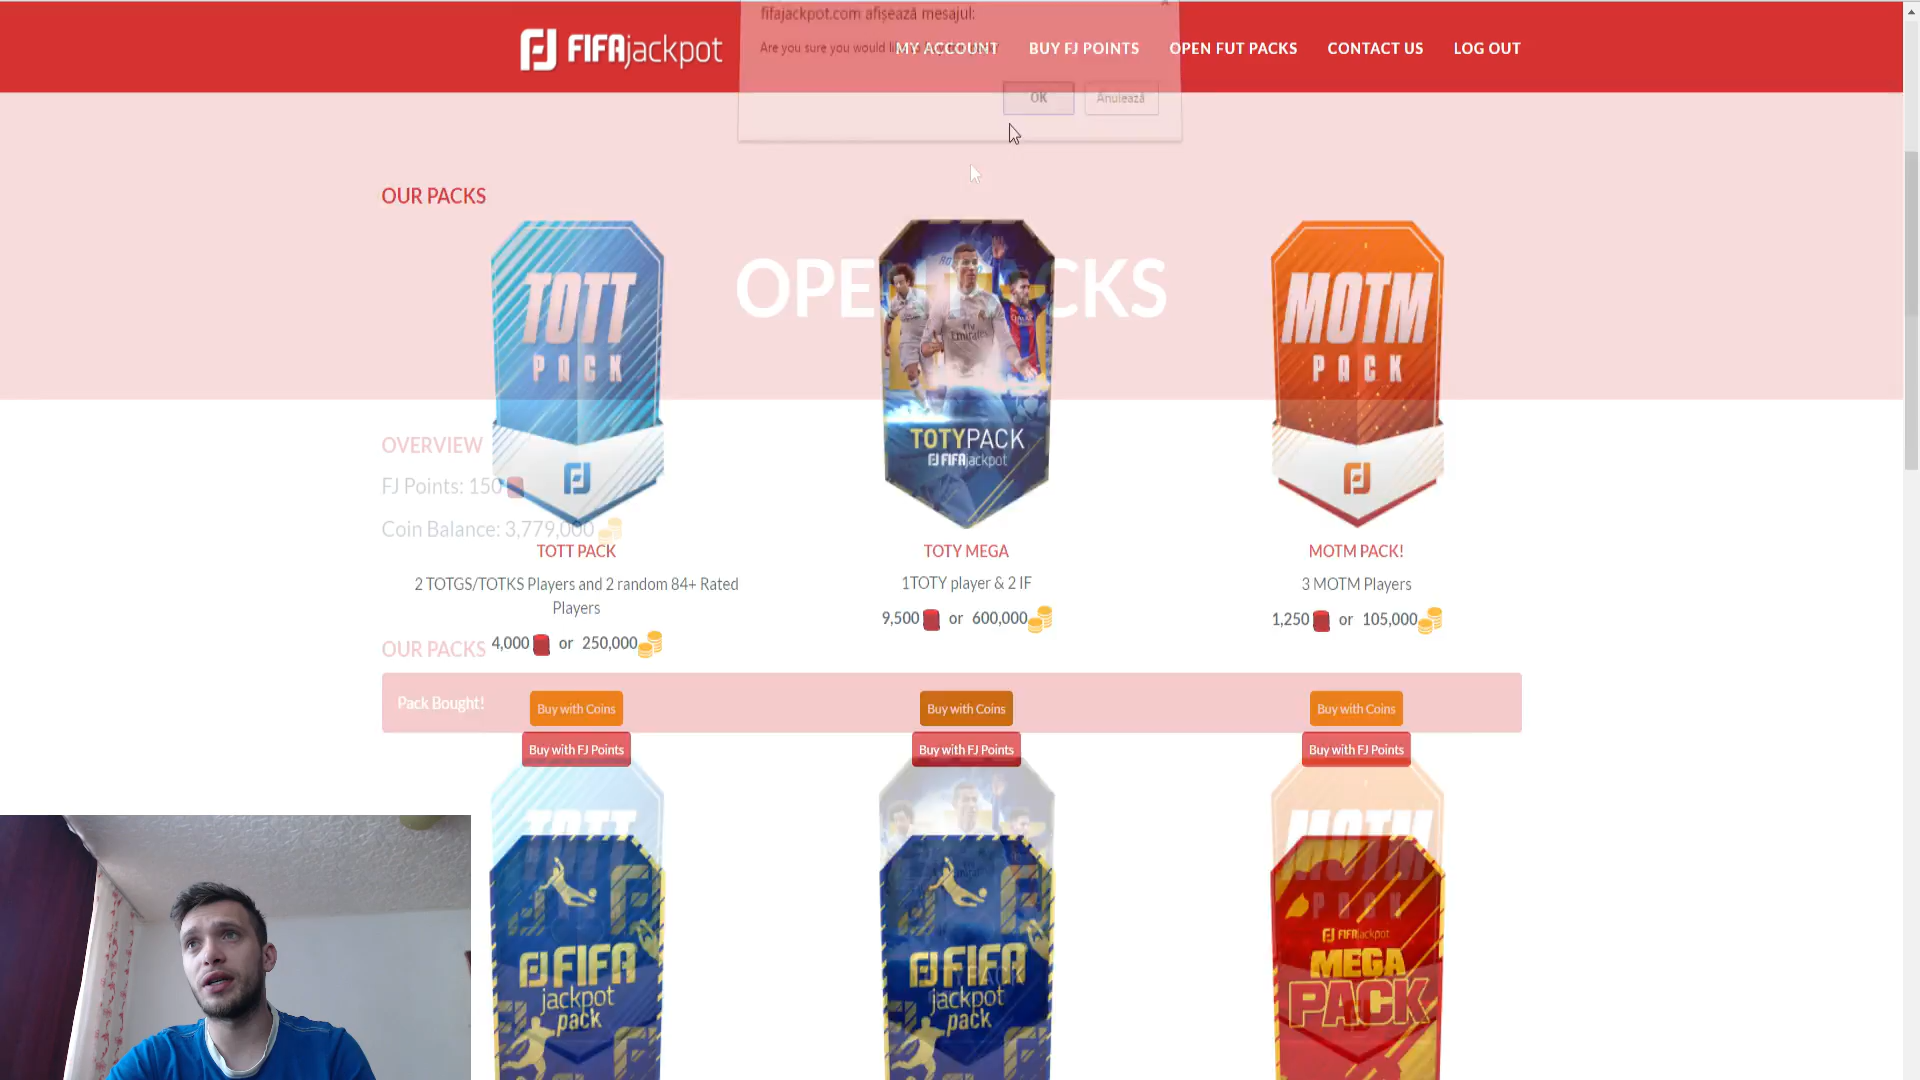 fifajackpot.com afișează mesajul:
Are you sure you would
FIFAjackpot
MY ACCOUNT
BUY FJ POINTS
OPEN FUT PACKS
CONTACT US
LOG OUT
OK
Anulează
OUR PACKS
OPEN PACKS
TOTT
PACK
TOTYPACK
FIFAjackpot
MOTM
PACK
OVERVIEW
FJ Points: 150
Coin Balance: 3,779,000
TOTT PACK
2 TOTGS/TOTKS Players and 2 random 84+ Rated
Players
4,000 or 250,000
TOTY MEGA
1TOTY player & 2 IF
9,500 or 600,000
MOTM PACK!
3 MOTM Players
1,250 or 105,000
OUR PACKS
Pack Bought!
Buy with Coins
Buy with Coins
Buy with Coins
Buy with FJ Points
Buy with FJ Points
Buy with FJ Points
TOTT
MOTM
PACK
FIFA
jackpot
pack
FIFA
jackpot
pack
FIFAjackpot
MEGA
PACK